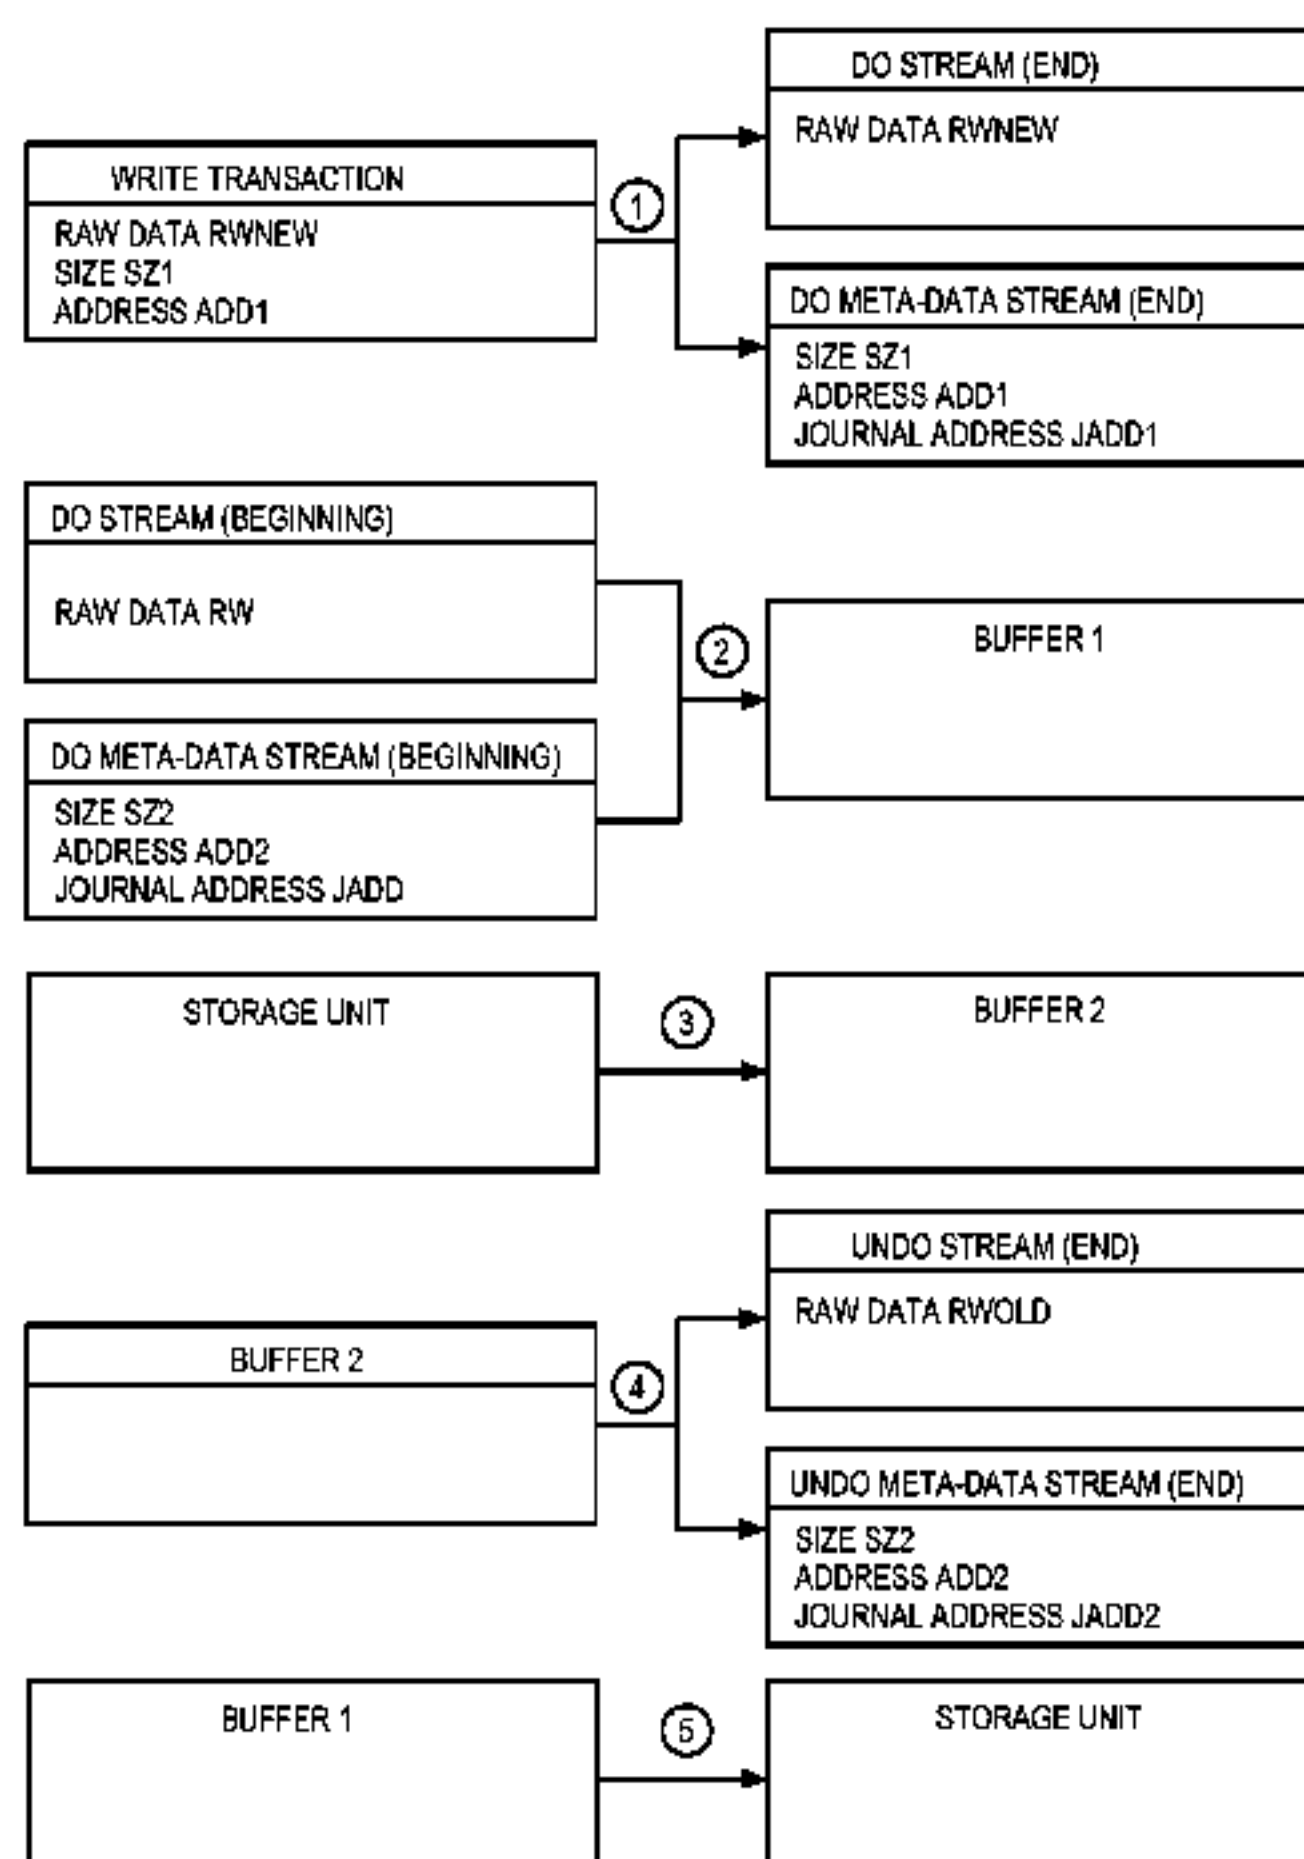 DO STREAM (END)
RAW DATA RWNEW
WRITE TRANSACTION
RAW DATA RWNEW
SIZE SZ1
ADDRESS ADD1
1
DO META-DATA STREAM (END)
SIZE SZ1
ADDRESS ADD1
JOURNAL ADDRESS JADD1
DO STREAM (BEGINNING)
RAW DATA RW
2
BUFFER 1
DO META-DATA STREAM (BEGINNING)
SIZE SZ2
ADDRESS ADD2
JOURNAL ADDRESS JADD
STORAGE UNIT
3
BUFFER 2
UNDO STREAM (END)
RAW DATA RWOLD
BUFFER 2
4
UNDO META-DATA STREAM (END)
SIZE SZ2
ADDRESS ADD2
JOURNAL ADDRESS JADD2
BUFFER 1
5
STORAGE UNIT